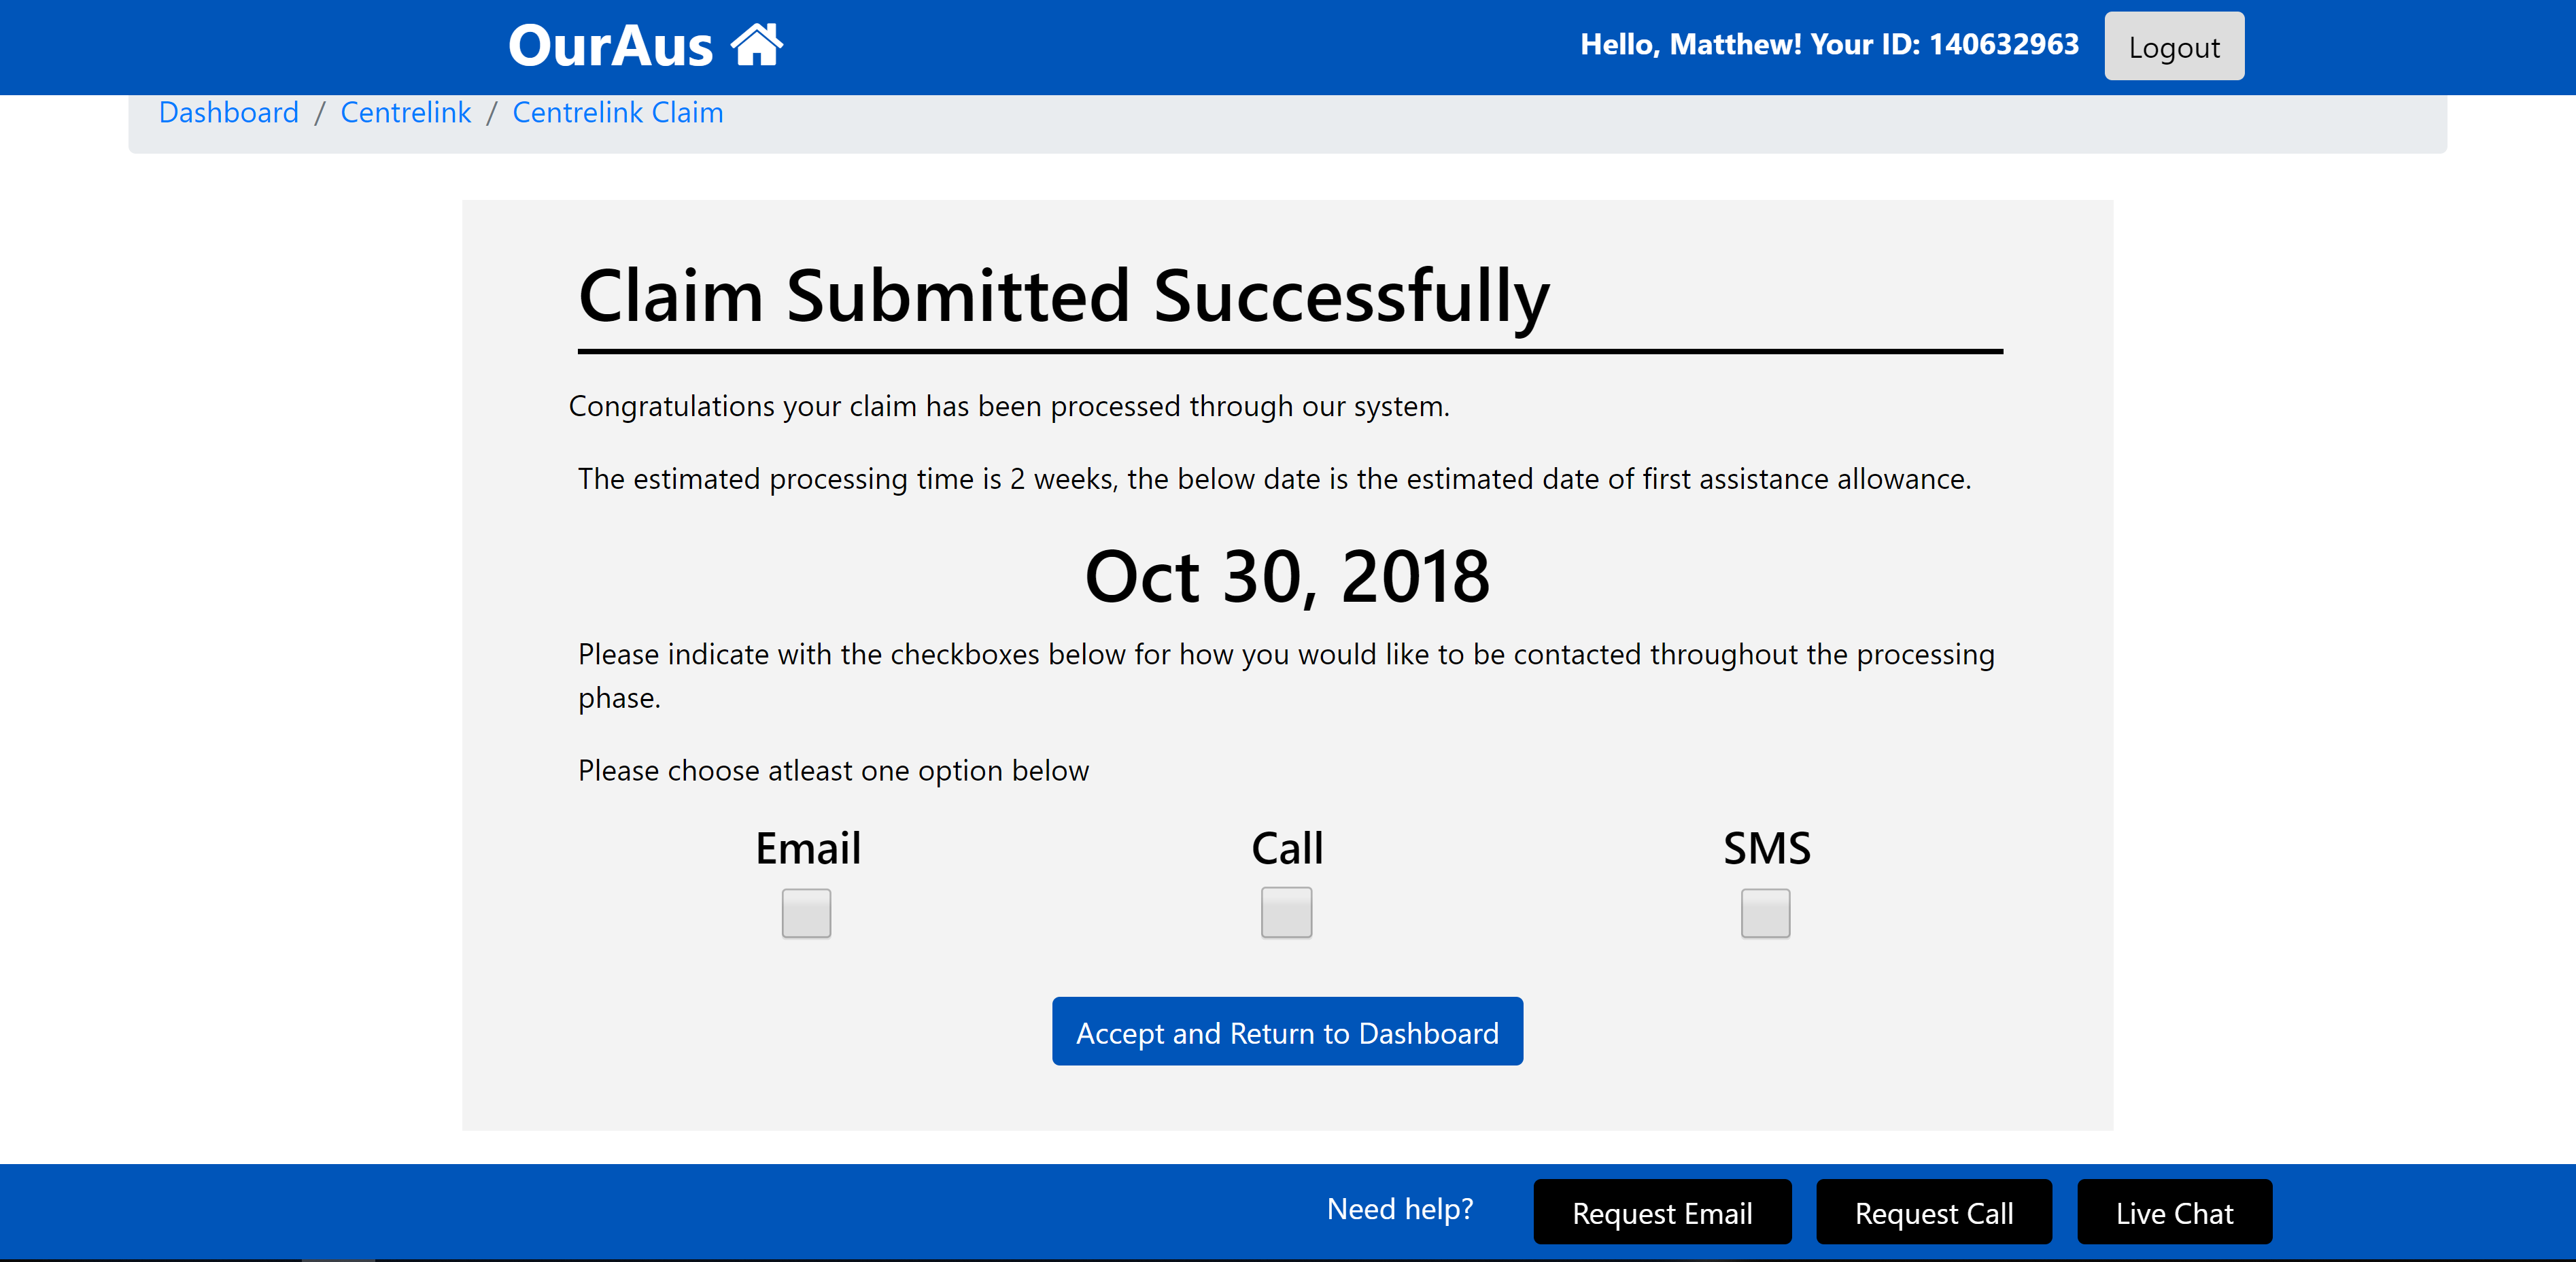 OurAus
Hello, Matthew! Your ID: 140632963
Logout
Dashboard / Centrelink / Centrelink Claim
Claim Submitted Successfully
Congratulations your claim has been processed through our system.
The estimated processing time is 2 weeks, the below date is the estimated date of first assistance allowance.
Oct 30, 2018
Please indicate with the checkboxes below for how you would like to be contacted throughout the processing
phase.
Please choose atleast one option below
Email
Call
SMS
Accept and Return to Dashboard
Need help?
Request Email
Request Call
Live Chat